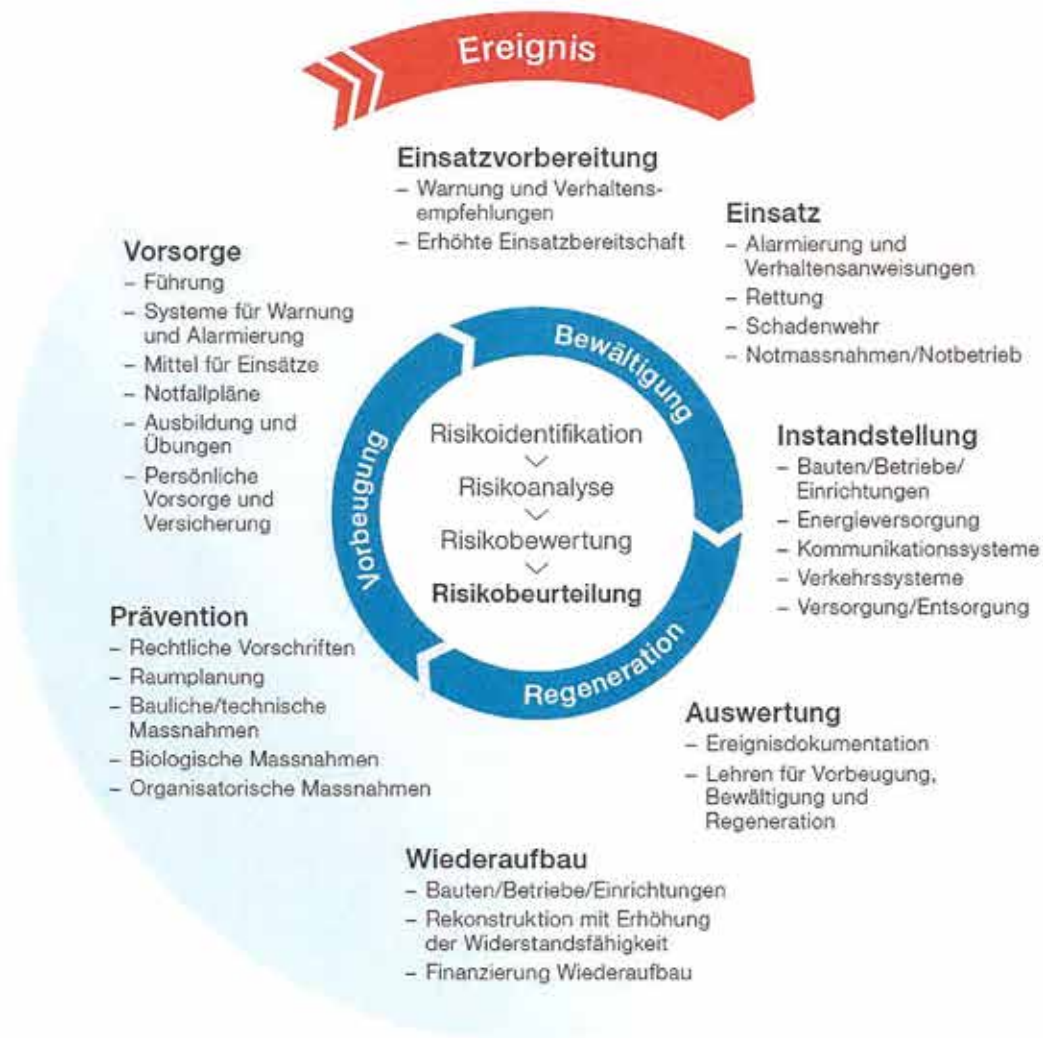 Ereignis
Einsatzvorbereitung
– Warnung und Verhaltens-
empfehlungen
– Erhöhte Einsatzbereitschaft
Einsatz
– Alarmierung und
Verhaltensanweisungen
– Rettung
– Schadenwehr
– Notmassnahmen/Notbetrieb
Vorsorge
– Führung
– Systeme für Warnung
und Alarmierung
– Mittel für Einsätze
– Notfallpläne
– Ausbildung und
Übungen
– Persönliche
Vorsorge und
Versicherung
Bewältigung
Vorbeugung
Regeneration
Risikoidentifikation
Risikoanalyse
Risikobewertung
Risikobeurteilung
Instandstellung
– Bauten/Betriebe/
Einrichtungen
– Energieversorgung
– Kommunikationssysteme
– Verkehrssysteme
– Versorgung/Entsorgung
Prävention
– Rechtliche Vorschriften
– Raumplanung
– Bauliche/technische
Massnahmen
– Biologische Massnahmen
– Organisatorische Massnahmen
Auswertung
– Ereignisdokumentation
– Lehren für Vorbeugung,
Bewältigung und
Regeneration
Wiederaufbau
– Bauten/Betriebe/Einrichtungen
– Rekonstruktion mit Erhöhung
der Widerstandsfähigkeit
– Finanzierung Wiederaufbau